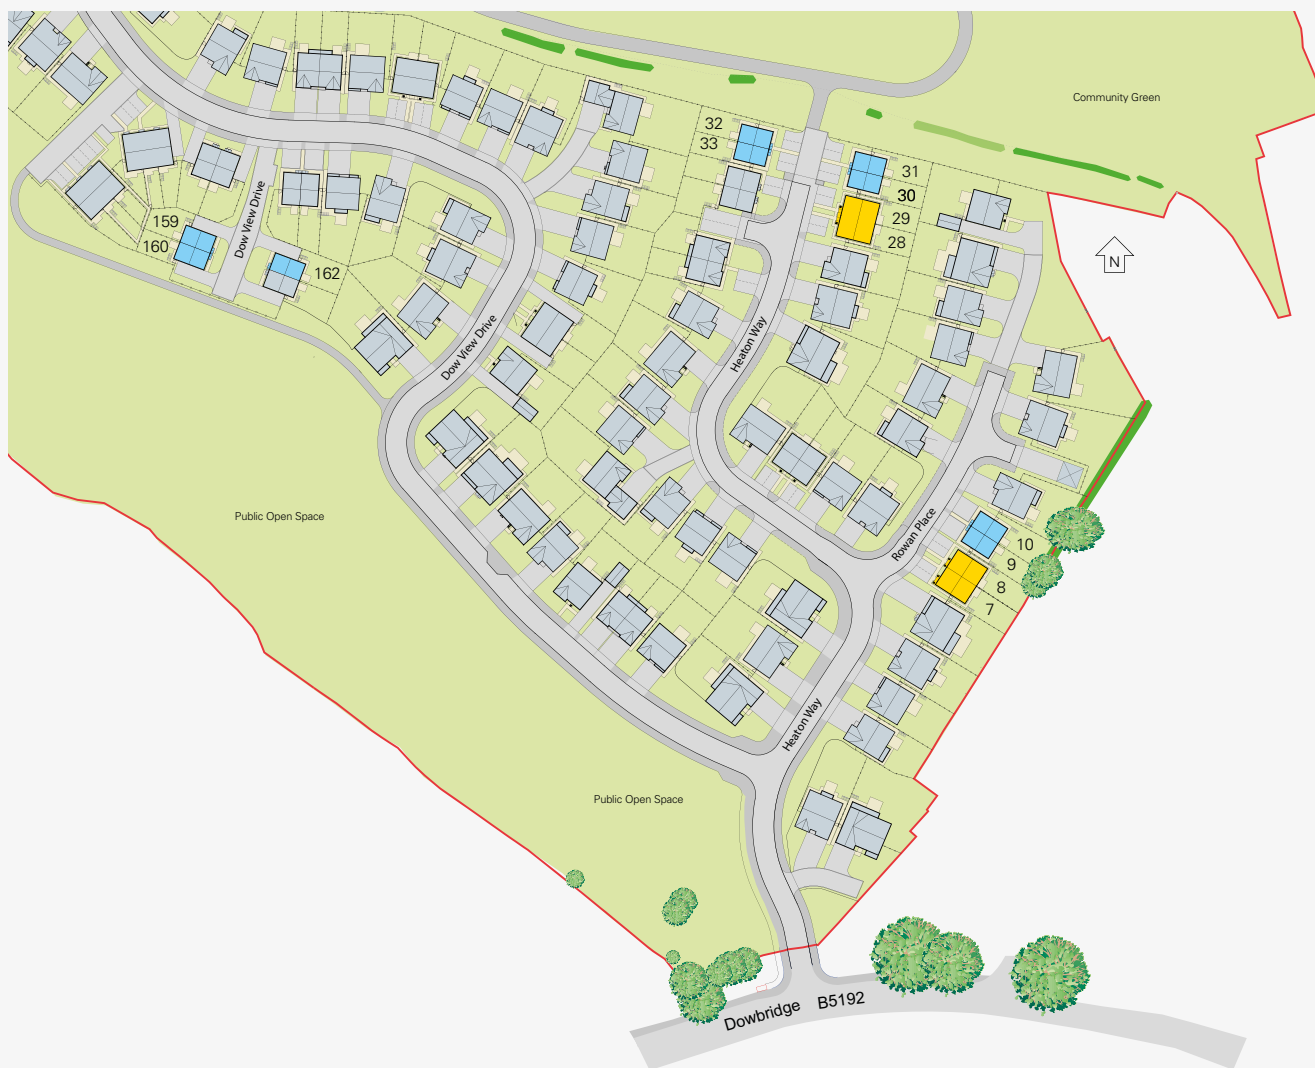 Community Green
32
33
31
30
29
28
159
160
162
Dow View Drive
N
Dow View Drive
Heaton Way
Public Open Space
Rowan Place
10
9
8
7
Heaton Way
Public Open Space
Dowbridge B5192